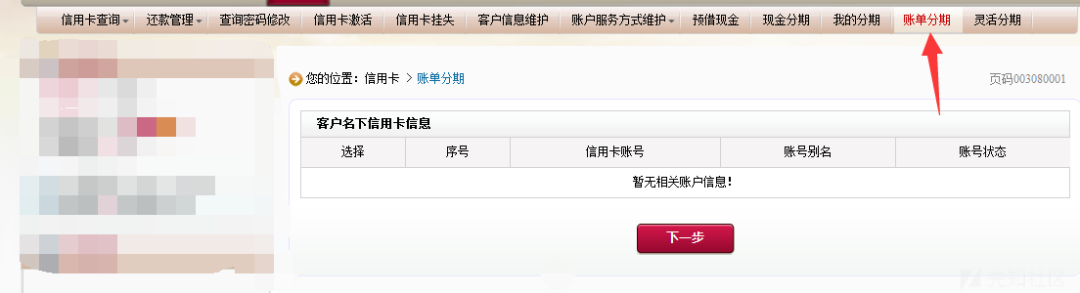 信用卡查询 还款管理 查询密码修改 信用卡激活 信用卡挂失 客户信息维护 账户服务方式维护 预借现金 现金分期 我的分期 账单分期 灵活分期
您的位置：信用卡 > 账单分期 页码003080001
客户名下信用卡信息
选择 序号 信用卡账号 账号别名 账号状态
暂无相关账户信息！
下一步
先知社区